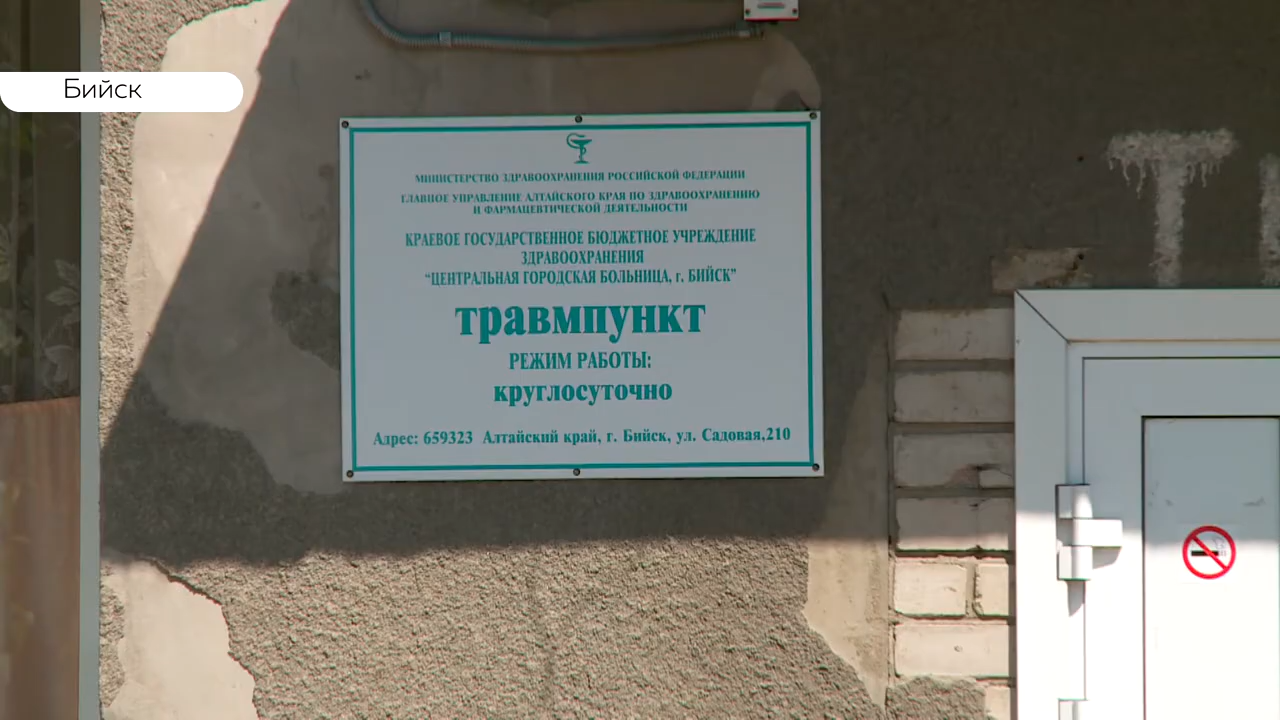 Бийск
МИНИСТЕРСТВО ЗДРАВООХРАНЕНИЯ РОССИЙСКОЙ ФЕДЕРАЦИИ
ГЛАВНОЕ УПРАВЛЕНИЕ АЛТАЙСКОГО КРАЯ ПО ЗДРАВООХРАНЕНИЮ
И ФАРМАЦЕВТИЧЕСКОЙ ДЕЯТЕЛЬНОСТИ
КРАЕВОЕ ГОСУДАРСТВЕННОЕ БЮДЖЕТНОЕ УЧРЕЖДЕНИЕ
ЗДРАВООХРАНЕНИЯ
“ЦЕНТРАЛЬНАЯ ГОРОДСКАЯ БОЛЬНИЦА, г. БИЙСК”
травмпункт
РЕЖИМ РАБОТЫ:
круглосуточно
Адрес: 659323 Алтайский край, г. Бийск, ул. Садовая,210
Т